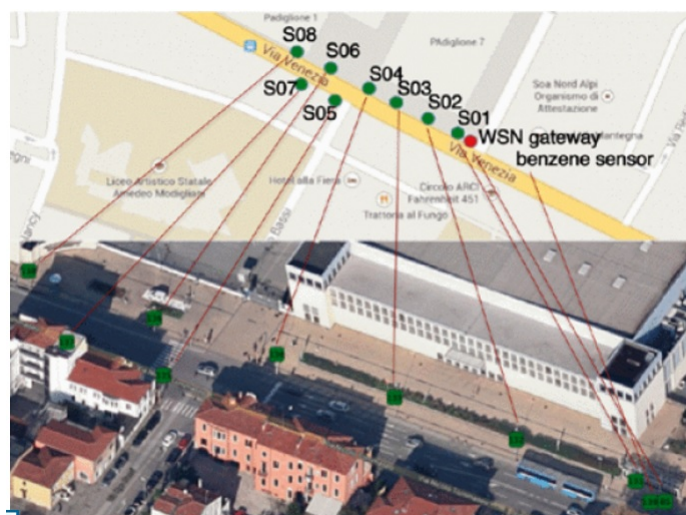 Padiglione 1
S08
S06
PAdiglione 7
Via Venezia
S07
S04
S03
S05
S02
S01
Soa Nord Alpi
Organismo di
Attestazione
WSN gateway
benzene sensor
Via Venezia
Liceo Artistico Statale
Amedeo Modigliani
Hotel alla Fiera
Circolo ARCI
Fahrenheit 451
Trattoria al Fungo